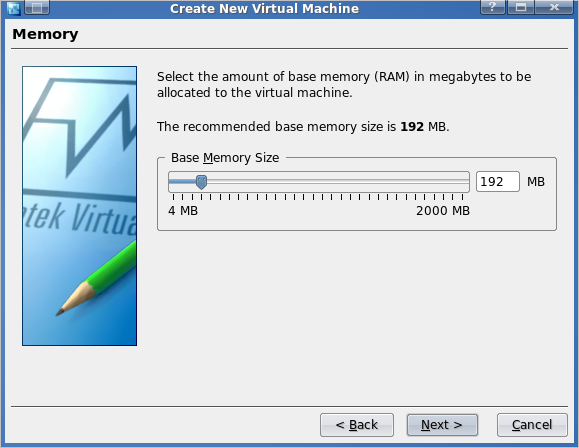 Create New Virtual Machine
Memory
Select the amount of base memory (RAM) in megabytes to be
allocated to the virtual machine.
The recommended base memory size is 192 MB.
Base Memory Size
192 MB
4 MB 2000 MB
tek Virtua
< Back Next > Cancel